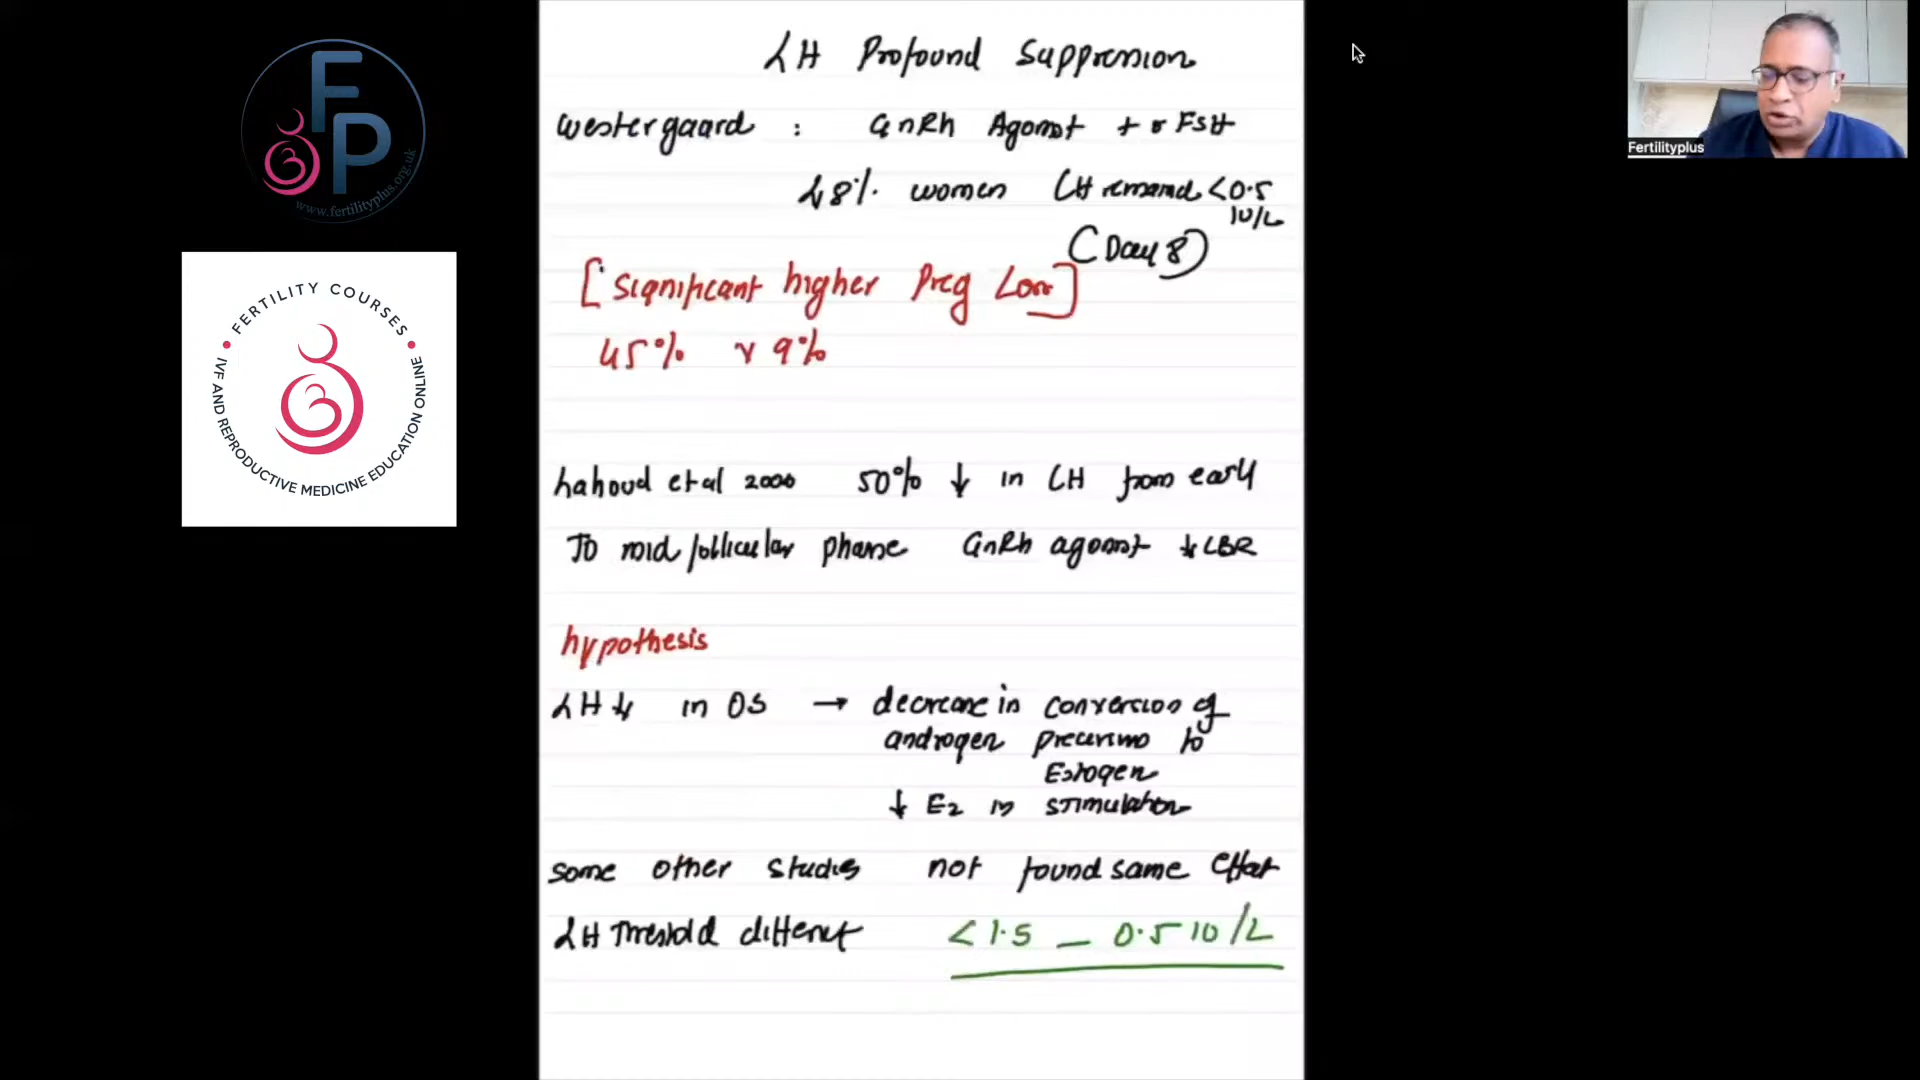 FP
www.fertilityplus.org.uk
FERTILITY COURSES
IVF AND REPRODUCTIVE MEDICINE EDUCATION ONLINE
LH Profound Suppression
Westergaard : GnRh Agonist + rFSH
48% women LH remained <0.5
IU/L
(Day 8)
[Significant higher Preg Loss]
45% v 9%
Lahoud et al 2006 50% ↓ in LH from early
To mid follicular phase GnRh agonist ↓ LBR
hypothesis
LH↓ in OS → decrease in conversion of
androgen precursors to
Estrogen
↓ E2 in stimulation
some other studies not found same effect
LH Threshold different <1.5 — 0.5 IU/L
Fertilityplus